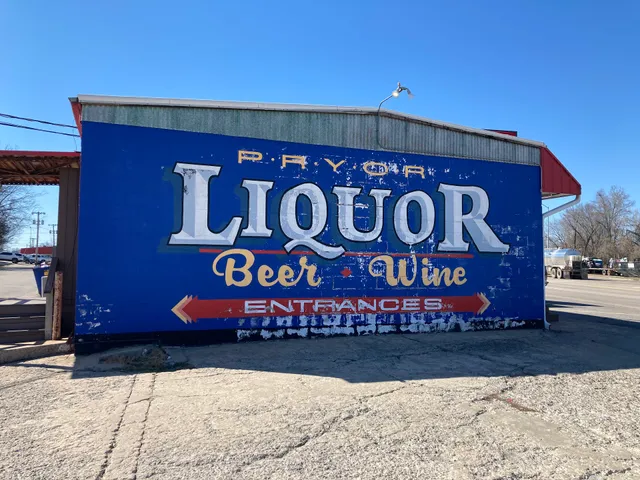 PRYOR
LIQUOR
Beer • Wine
ENTRANCES